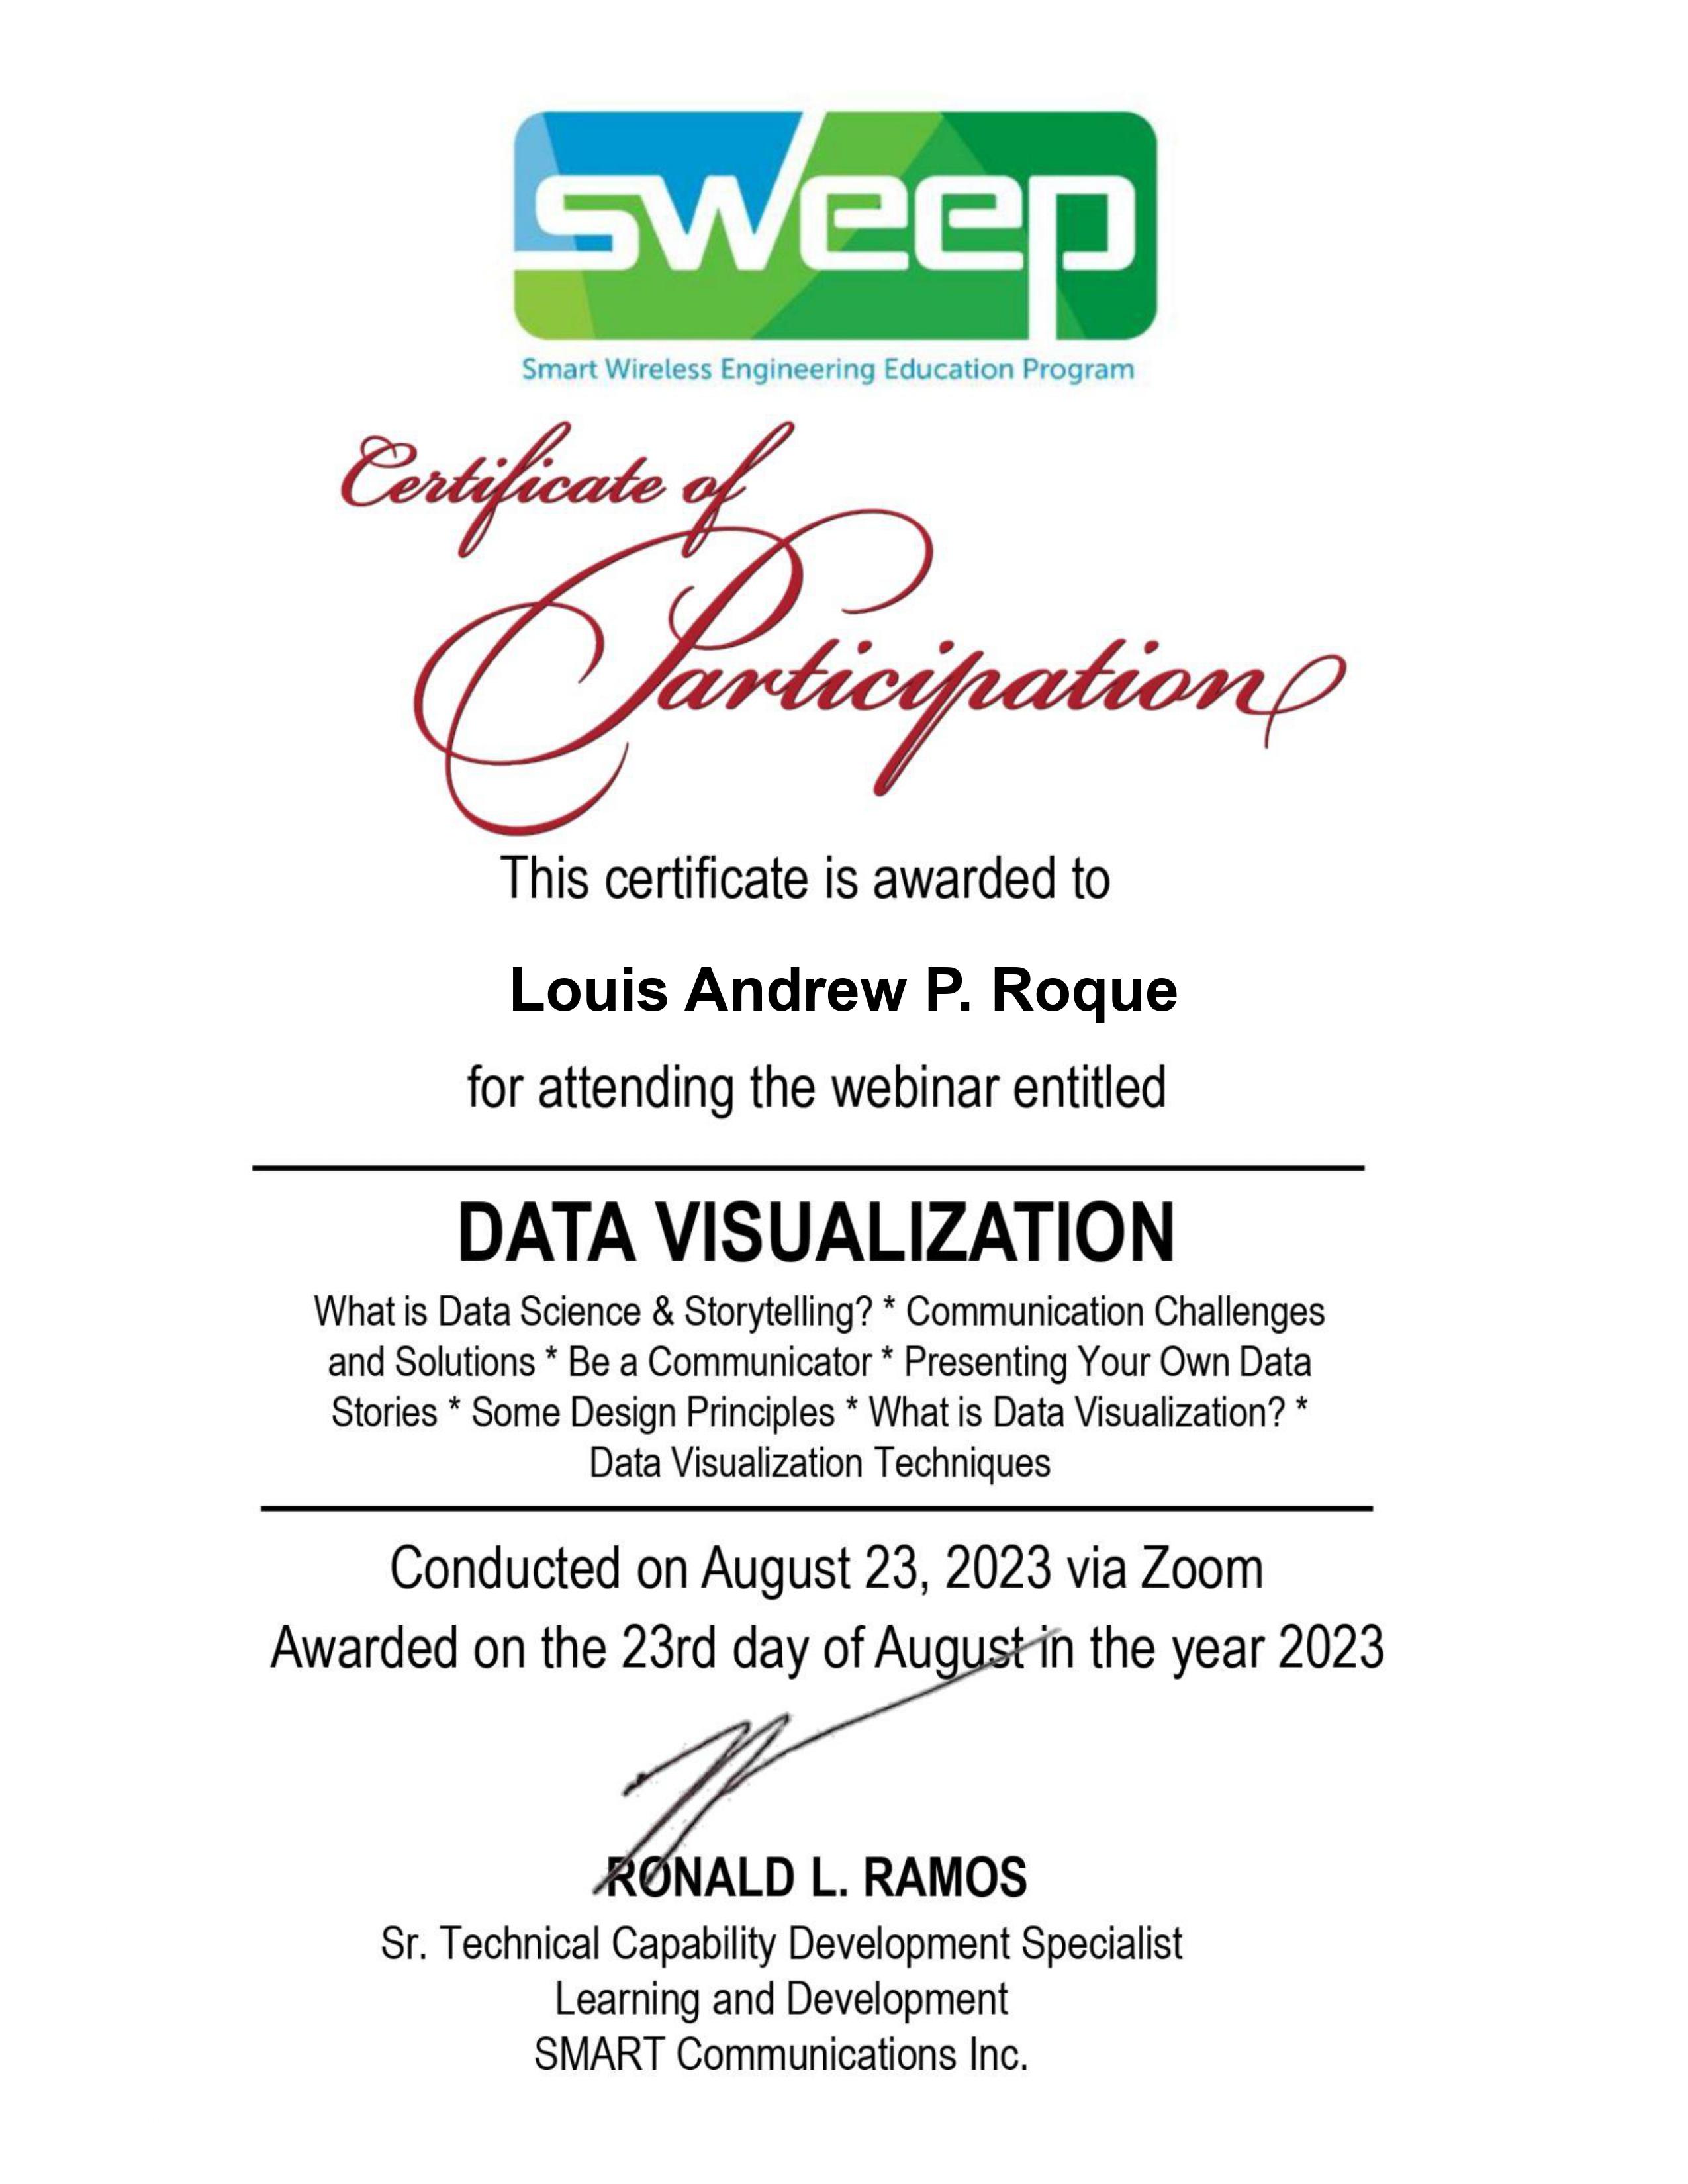 sweep
Smart Wireless Engineering Education Program
Certificate of
Participation
This certificate is awarded to
Louis Andrew P. Roque
for attending the webinar entitled
DATA VISUALIZATION
What is Data Science & Storytelling? * Communication Challenges
and Solutions * Be a Communicator * Presenting Your Own Data
Stories * Some Design Principles * What is Data Visualization? *
Data Visualization Techniques
Conducted on August 23, 2023 via Zoom
Awarded on the 23rd day of August in the year 2023
RONALD L. RAMOS
Sr. Technical Capability Development Specialist
Learning and Development
SMART Communications Inc.